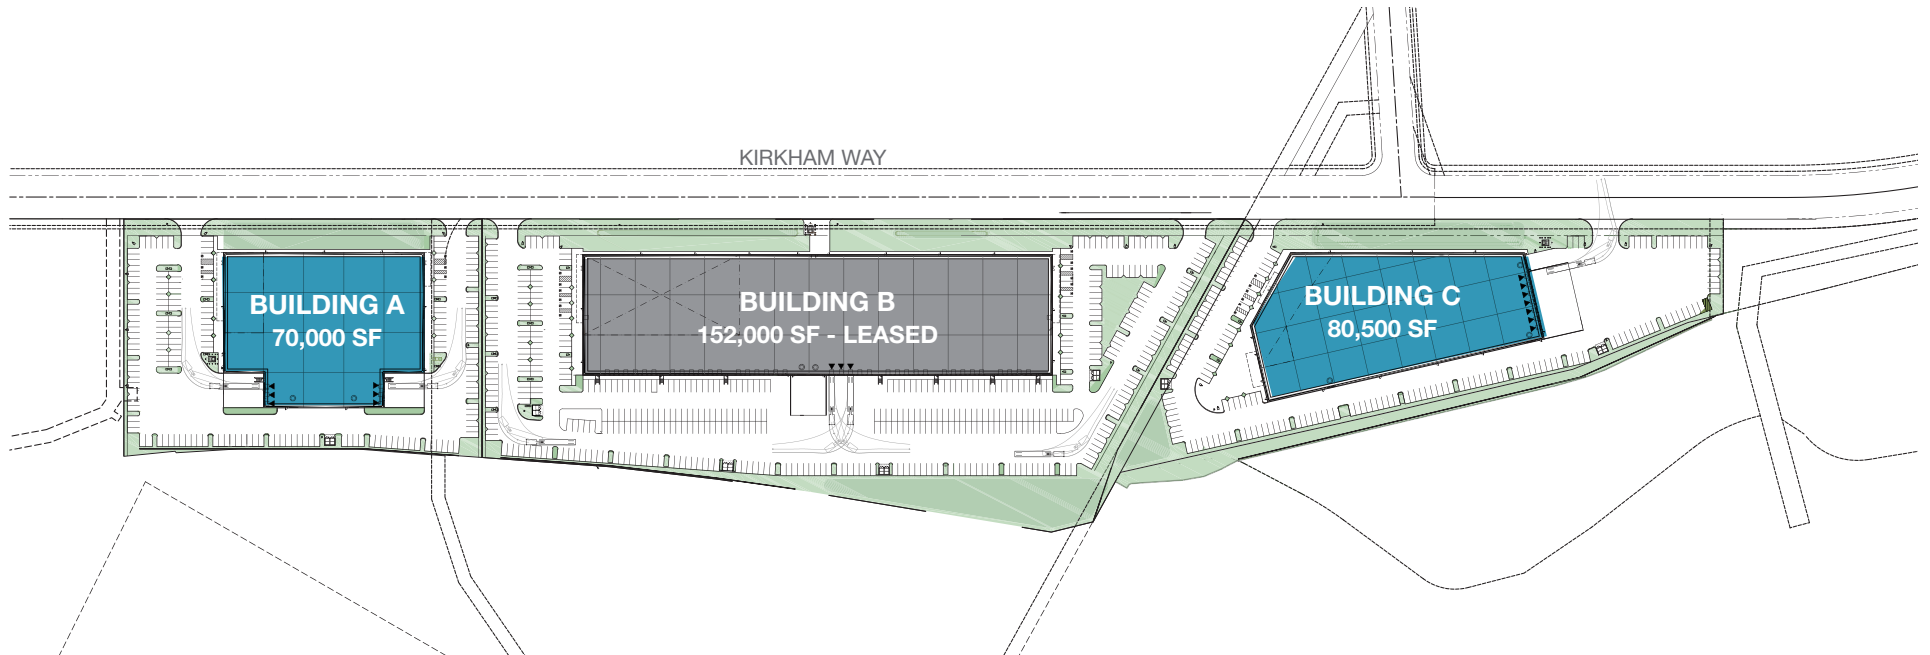 KIRKHAM WAY
BUILDING A
70,000 SF
BUILDING B
152,000 SF - LEASED
BUILDING C
80,500 SF